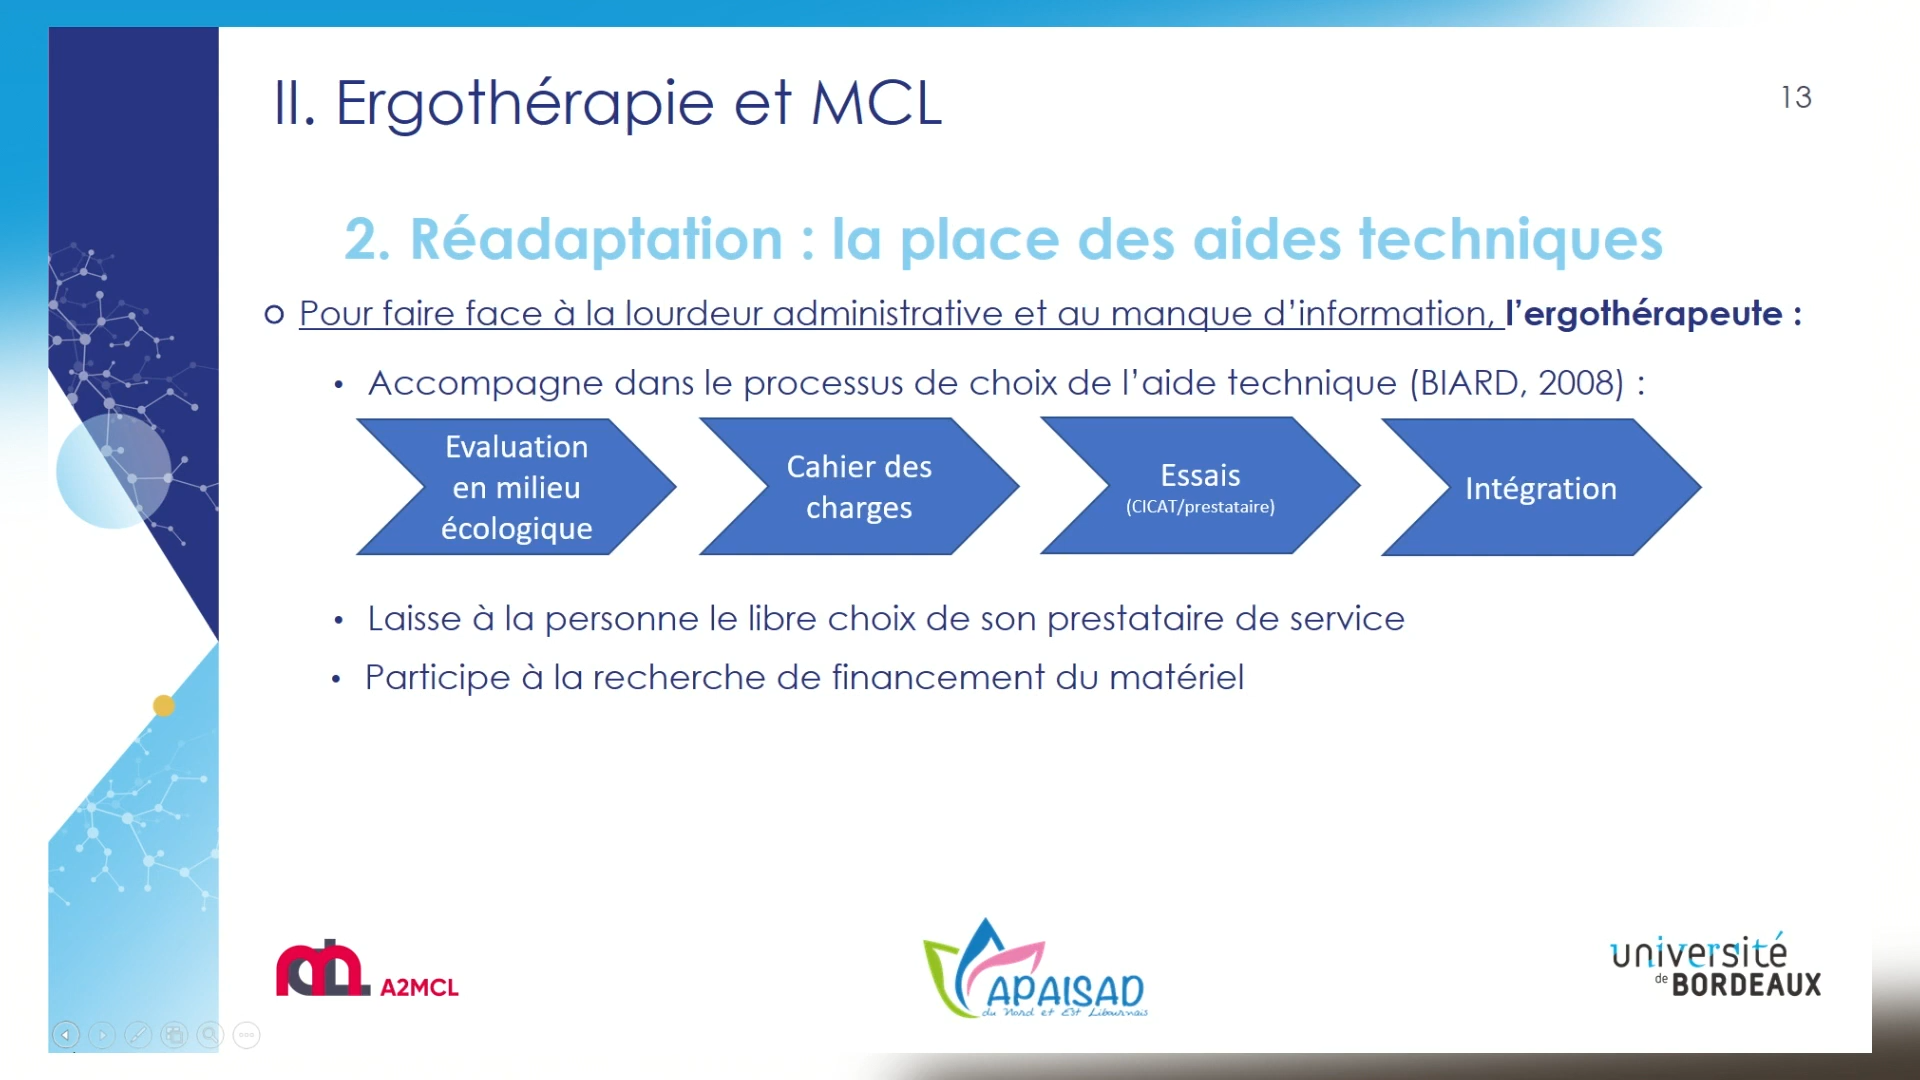 II. Ergothérapie et MCL
13
2. Réadaptation : la place des aides techniques
Pour faire face à la lourdeur administrative et au manque d’information, l’ergothérapeute :
• Accompagne dans le processus de choix de l’aide technique (BIARD, 2008) :
Evaluation
en milieu
écologique
Cahier des
charges
Essais
(CICAT/prestataire)
Intégration
• Laisse à la personne le libre choix de son prestataire de service
• Participe à la recherche de financement du matériel
A2MCL
APAISAD
du Nord et Est Libournais
université
de BORDEAUX